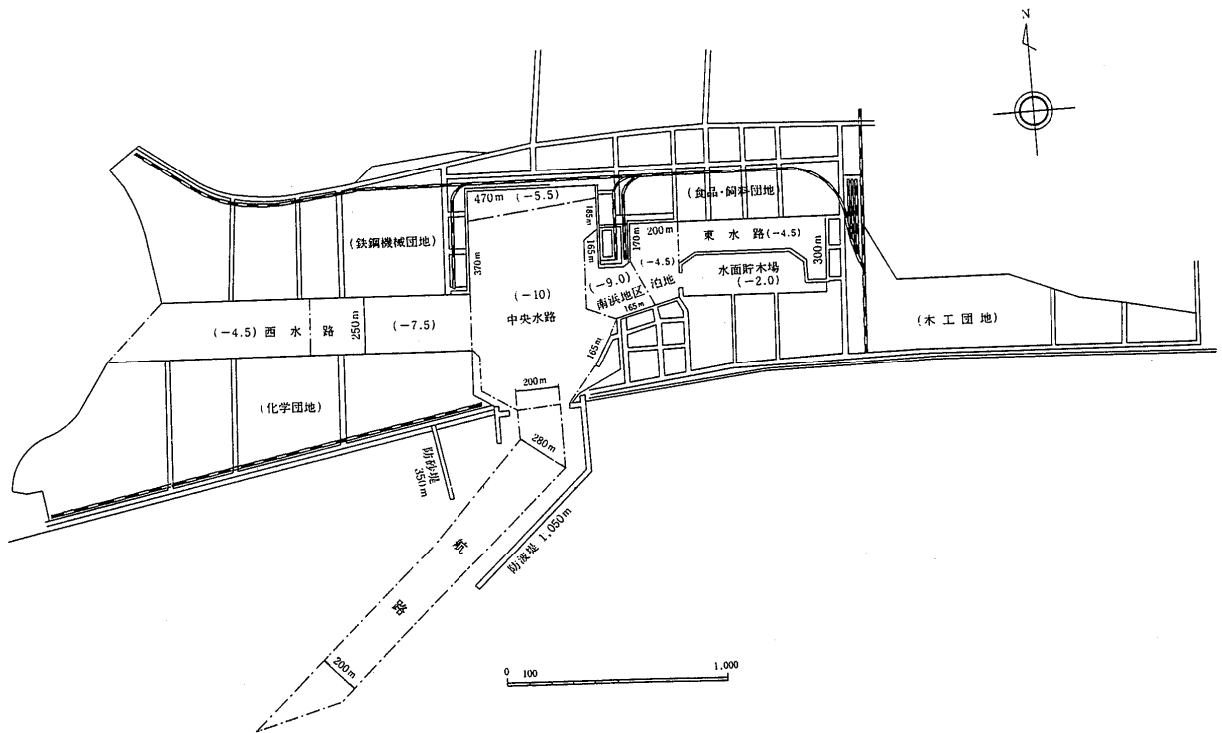 N
470m (-5.5)
185m
(食品・飼料団地)
(鉄鋼機械団地)
370m
165m
170m
200m
東水路(-4.5)
300m
(-4.5)
水面貯木場
(-2.0)
(-9.0)
南浜地区 泊地
165m
(-10)
中央水路
(-4.5) 西水路
250m
(-7.5)
(木工団地)
165m
200m
(化学団地)
280m
防砂堤
350m
防波堤 1,050m
航路
200m
0 100 1,000